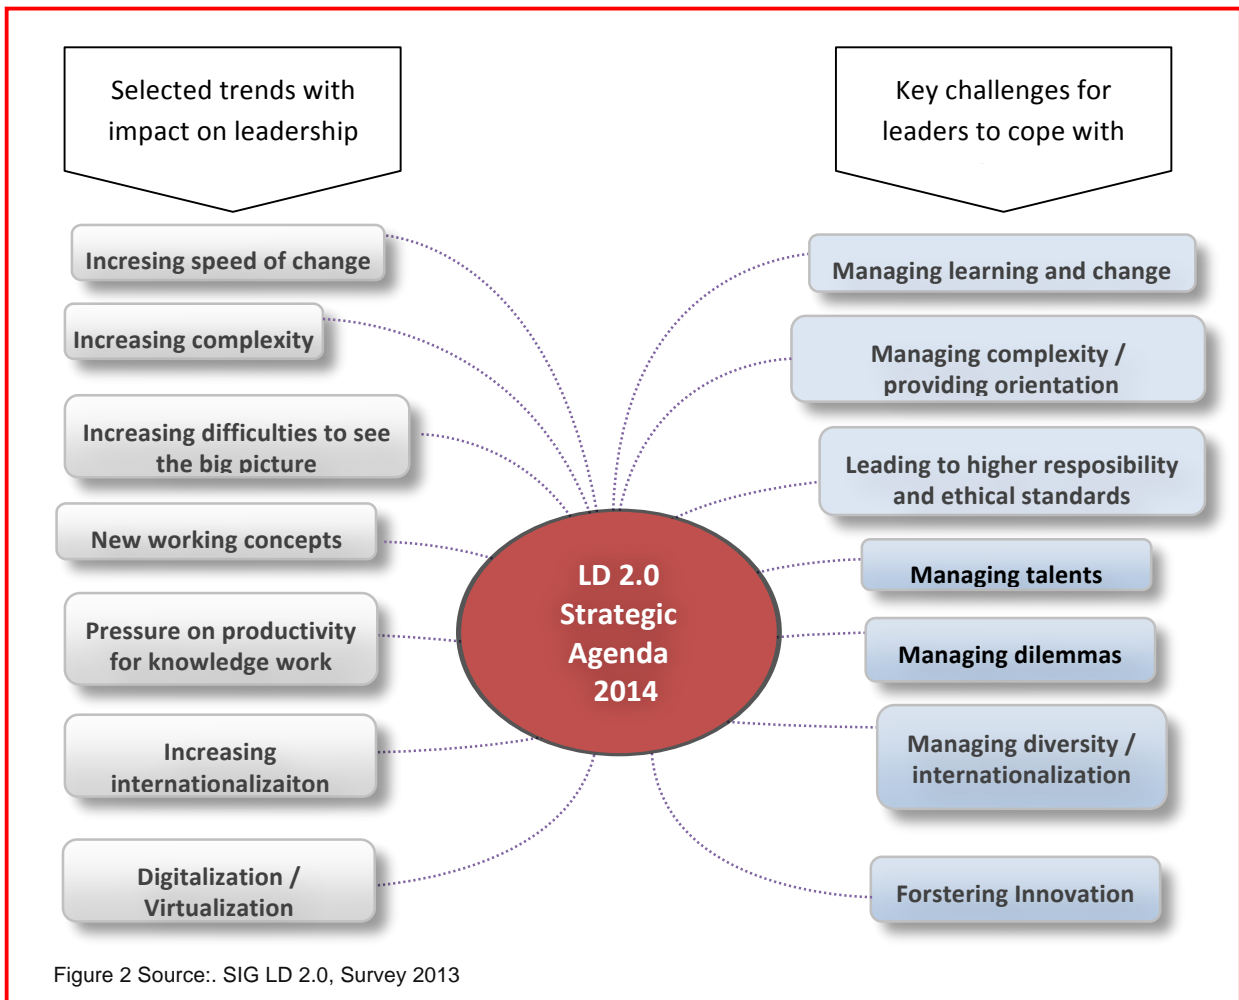 Selected trends with
impact on leadership
Key challenges for
leaders to cope with
Incresing speed of change
Increasing complexity
Increasing difficulties to see
the big picture
New working concepts
Pressure on productivity
for knowledge work
Increasing
internationalizaiton
Digitalization /
Virtualization
LD 2.0
Strategic
Agenda
2014
Managing learning and change
Managing complexity /
providing orientation
Leading to higher resposibility
and ethical standards
Managing talents
Managing dilemmas
Managing diversity /
internationalization
Forstering Innovation
Figure 2 Source:. SIG LD 2.0, Survey 2013